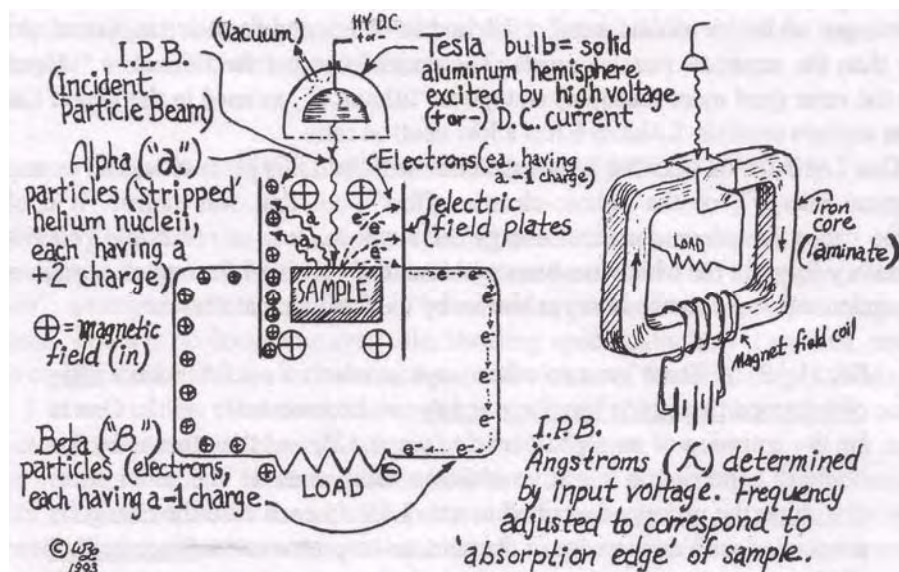 I.P.B.
(Incident
Particle Beam)
(Vacuum)
H.V. D.C.
Tesla bulb = solid
aluminum hemisphere
excited by high voltage
(+ or -) D.C. current
Alpha "a"
particles ('stripped'
helium nuclei,
each having a
+2 charge)
Electrons (ea. having
a -1 charge)
electric
field plates
a
a
e-
e-
e-
SAMPLE
⊕ = magnetic
field (in)
e- e-
e
e
e
e
e- e-
Beta ("B")
particles (electrons,
each having a -1 charge.
LOAD
iron
core
(laminate)
LOAD
Magnet field coil
I.P.B.
Angstroms (Å) determined
by input voltage. Frequency
adjusted to correspond to
'absorption edge' of sample.
©
1993